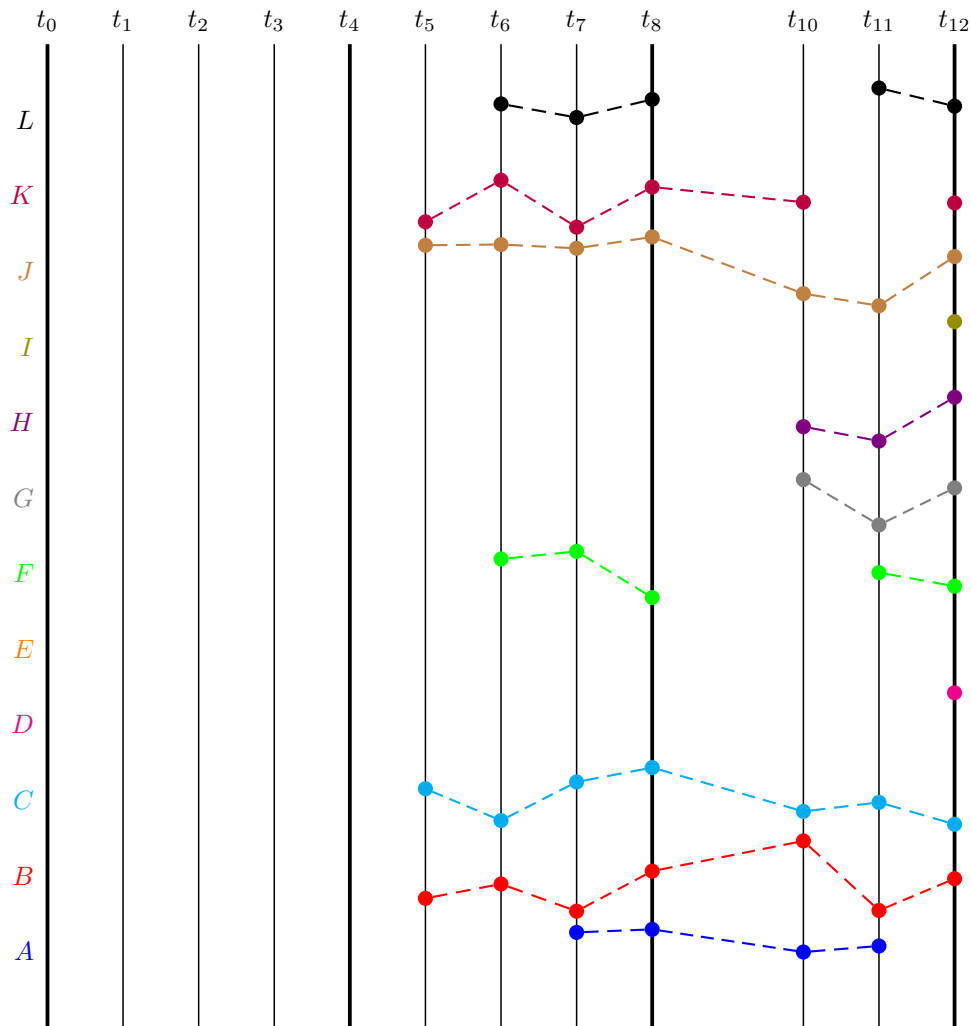 t₀ t₁ t₂ t₃ t₄ t₅ t₆ t₇ t₈ t₁₀ t₁₁ t₁₂
L
K
J
I
H
G
F
E
D
C
B
A